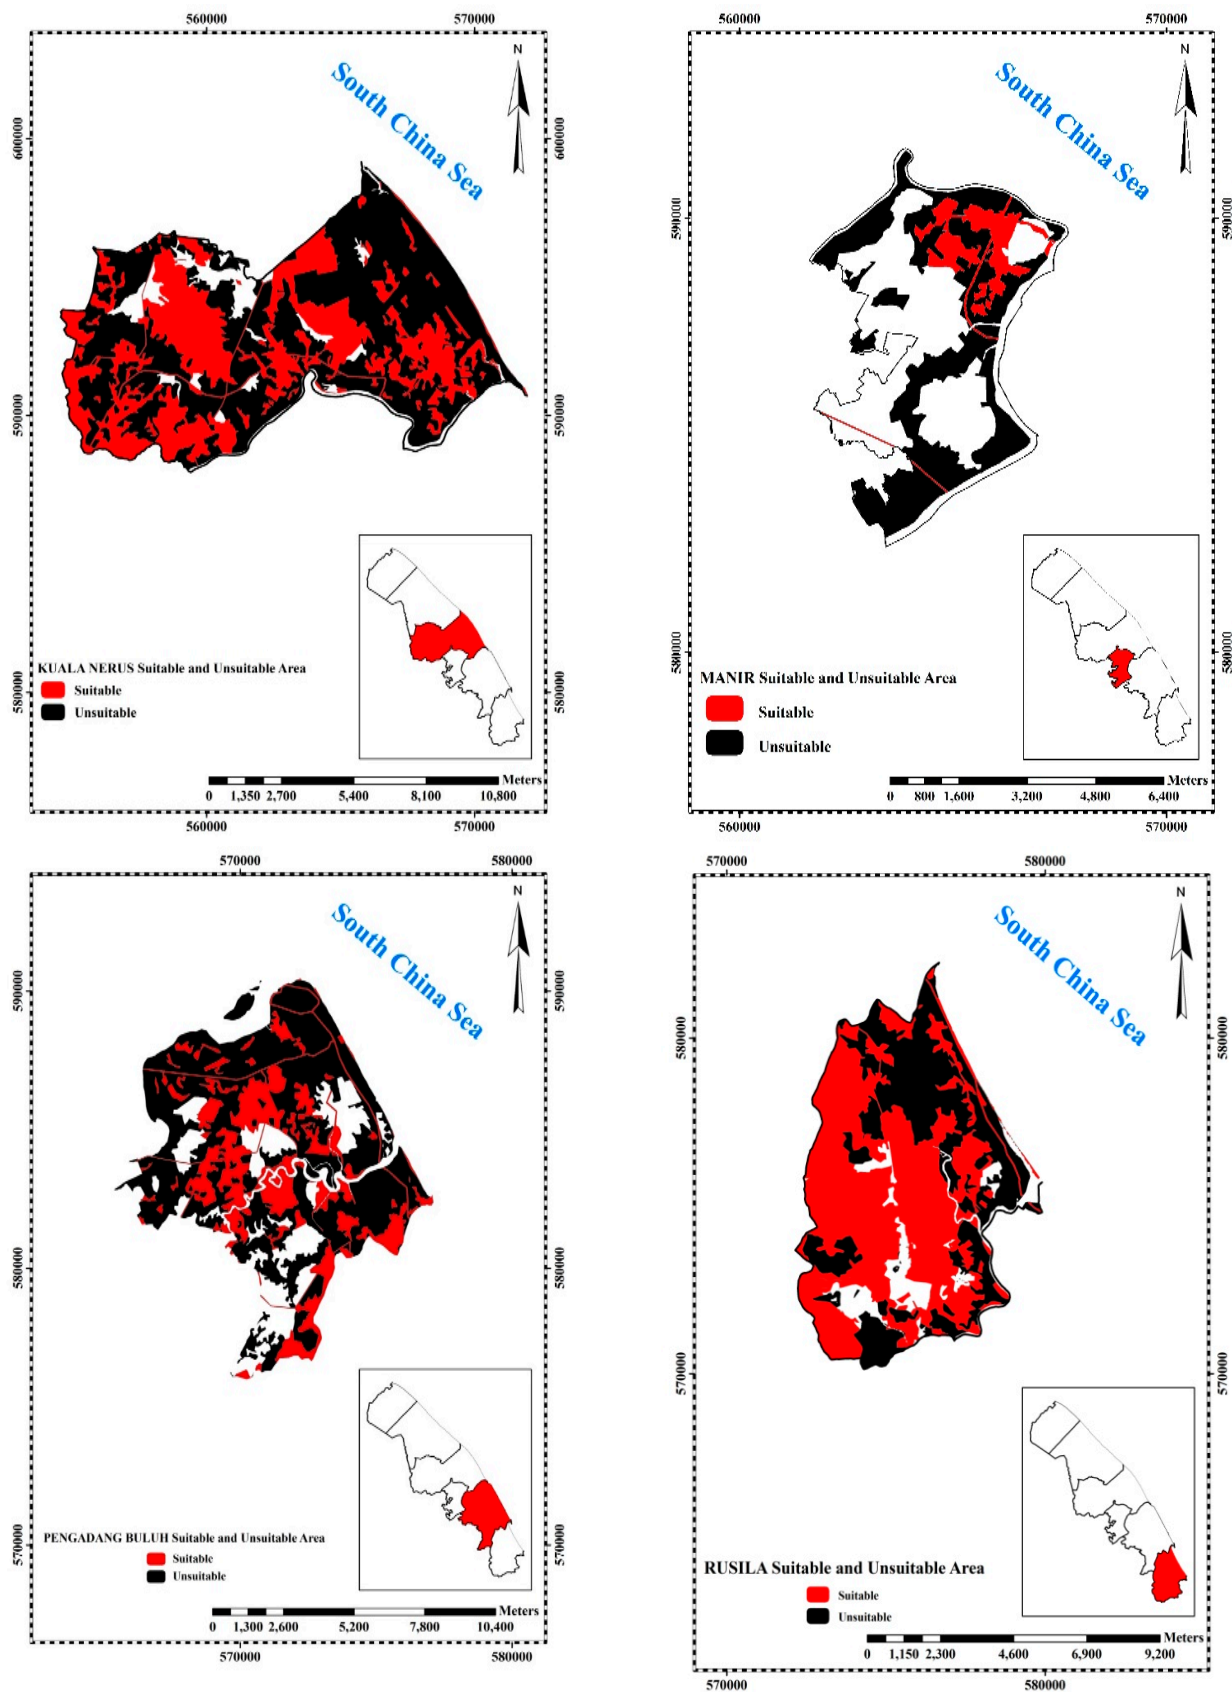 560000
570000
N
South China Sea
600000
600000
590000
590000
580000
580000
KUALA NERUS Suitable and Unsuitable Area
Suitable
Unsuitable
Meters
0 1,350 2,700 5,400 8,100 10,800
560000
570000
560000
570000
N
South China Sea
590000
590000
580000
580000
MANIR Suitable and Unsuitable Area
Suitable
Unsuitable
Meters
0 800 1,600 3,200 4,800 6,400
560000
570000
570000
580000
N
South China Sea
590000
590000
580000
580000
570000
570000
PENGADANG BULUH Suitable and Unsuitable Area
Suitable
Unsuitable
Meters
0 1,300 2,600 5,200 7,800 10,400
570000
580000
570000
580000
N
South China Sea
580000
580000
570000
570000
RUSILA Suitable and Unsuitable Area
Suitable
Unsuitable
Meters
0 1,150 2,300 4,600 6,900 9,200
570000
580000